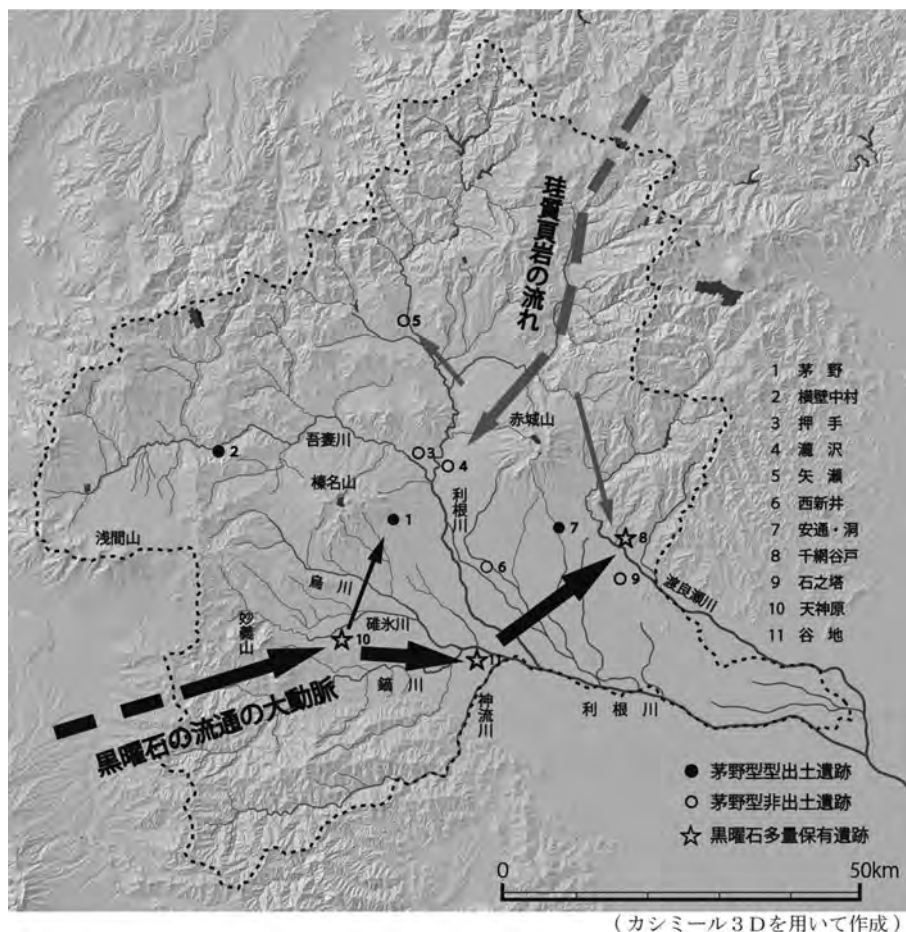 珪質頁岩の流れ
5
赤城山
吾妻川
3
4
2
榛名山
利根川
浅間山
1
7
8
6
9
烏川
渡良瀬川
妙義山
碓氷川
10
11
鏑川
神流川
利根川
黒曜石の流通の大動脈
1 茅野
2 横壁中村
3 押手
4 瀧沢
5 矢瀬
6 西新井
7 安通・洞
8 千網谷戸
9 石之塔
10 天神原
11 谷地
● 茅野型型出土遺跡
○ 茅野型非出土遺跡
☆ 黒曜石多量保有遺跡
0 50km
(カシミール3Dを用いて作成)